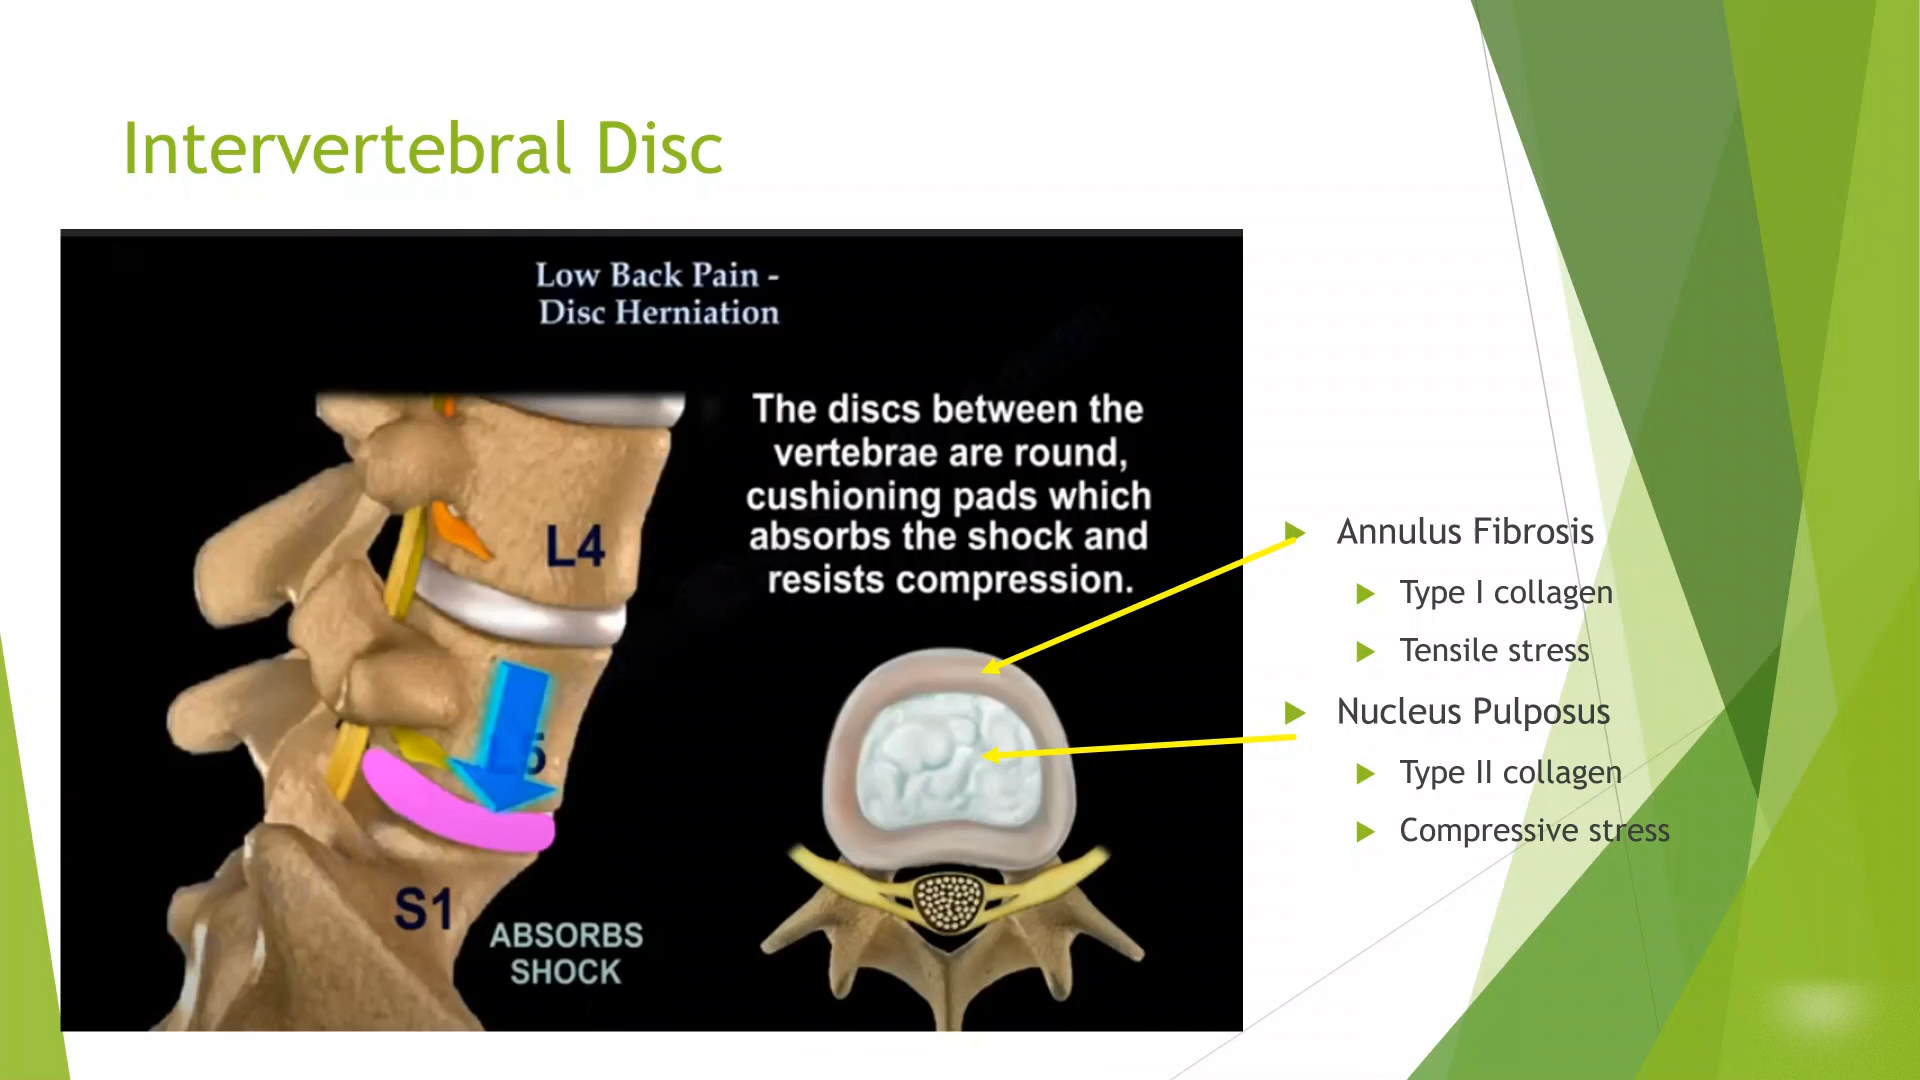 Intervertebral Disc
Low Back Pain -
Disc Herniation
The discs between the
vertebrae are round,
cushioning pads which
absorbs the shock and
resists compression.
L4
5
S1
ABSORBS
SHOCK
Annulus Fibrosis
Type I collagen
Tensile stress
Nucleus Pulposus
Type II collagen
Compressive stress